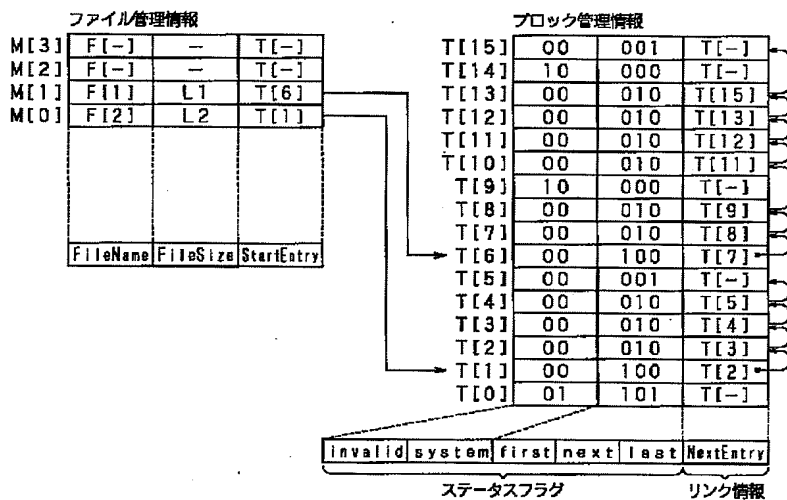 ファイル管理情報
M[3] F[-] — T[-]
M[2] F[-] — T[-]
M[1] F[1] L1 T[6]
M[0] F[2] L2 T[1]
FileName FileSize StartEntry
ブロック管理情報
T[15] 00 001 T[-]
T[14] 10 000 T[-]
T[13] 00 010 T[15]
T[12] 00 010 T[13]
T[11] 00 010 T[12]
T[10] 00 010 T[11]
T[9] 10 000 T[-]
T[8] 00 010 T[9]
T[7] 00 010 T[8]
T[6] 00 100 T[7]
T[5] 00 001 T[-]
T[4] 00 010 T[5]
T[3] 00 010 T[4]
T[2] 00 010 T[3]
T[1] 00 100 T[2]
T[0] 01 101 T[-]
invalid system first next last NextEntry
ステータスフラグ リンク情報